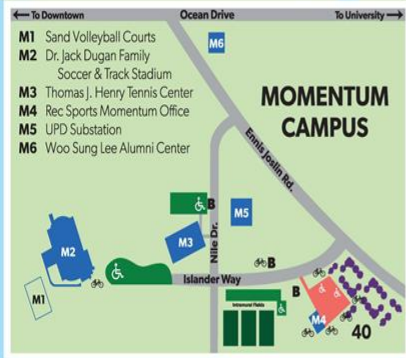 ← To Downtown Ocean Drive To University →
M1 Sand Volleyball Courts
M2 Dr. Jack Dugan Family
Soccer & Track Stadium
M3 Thomas J. Henry Tennis Center
M4 Rec Sports Momentum Office
M5 UPD Substation
M6 Woo Sung Lee Alumni Center
M6
MOMENTUM
CAMPUS
Ennis Joslin Rd.
B
M5
Nile Dr.
M3
M2
B
Islander Way
M1
B
Intramural Fields
M4
40